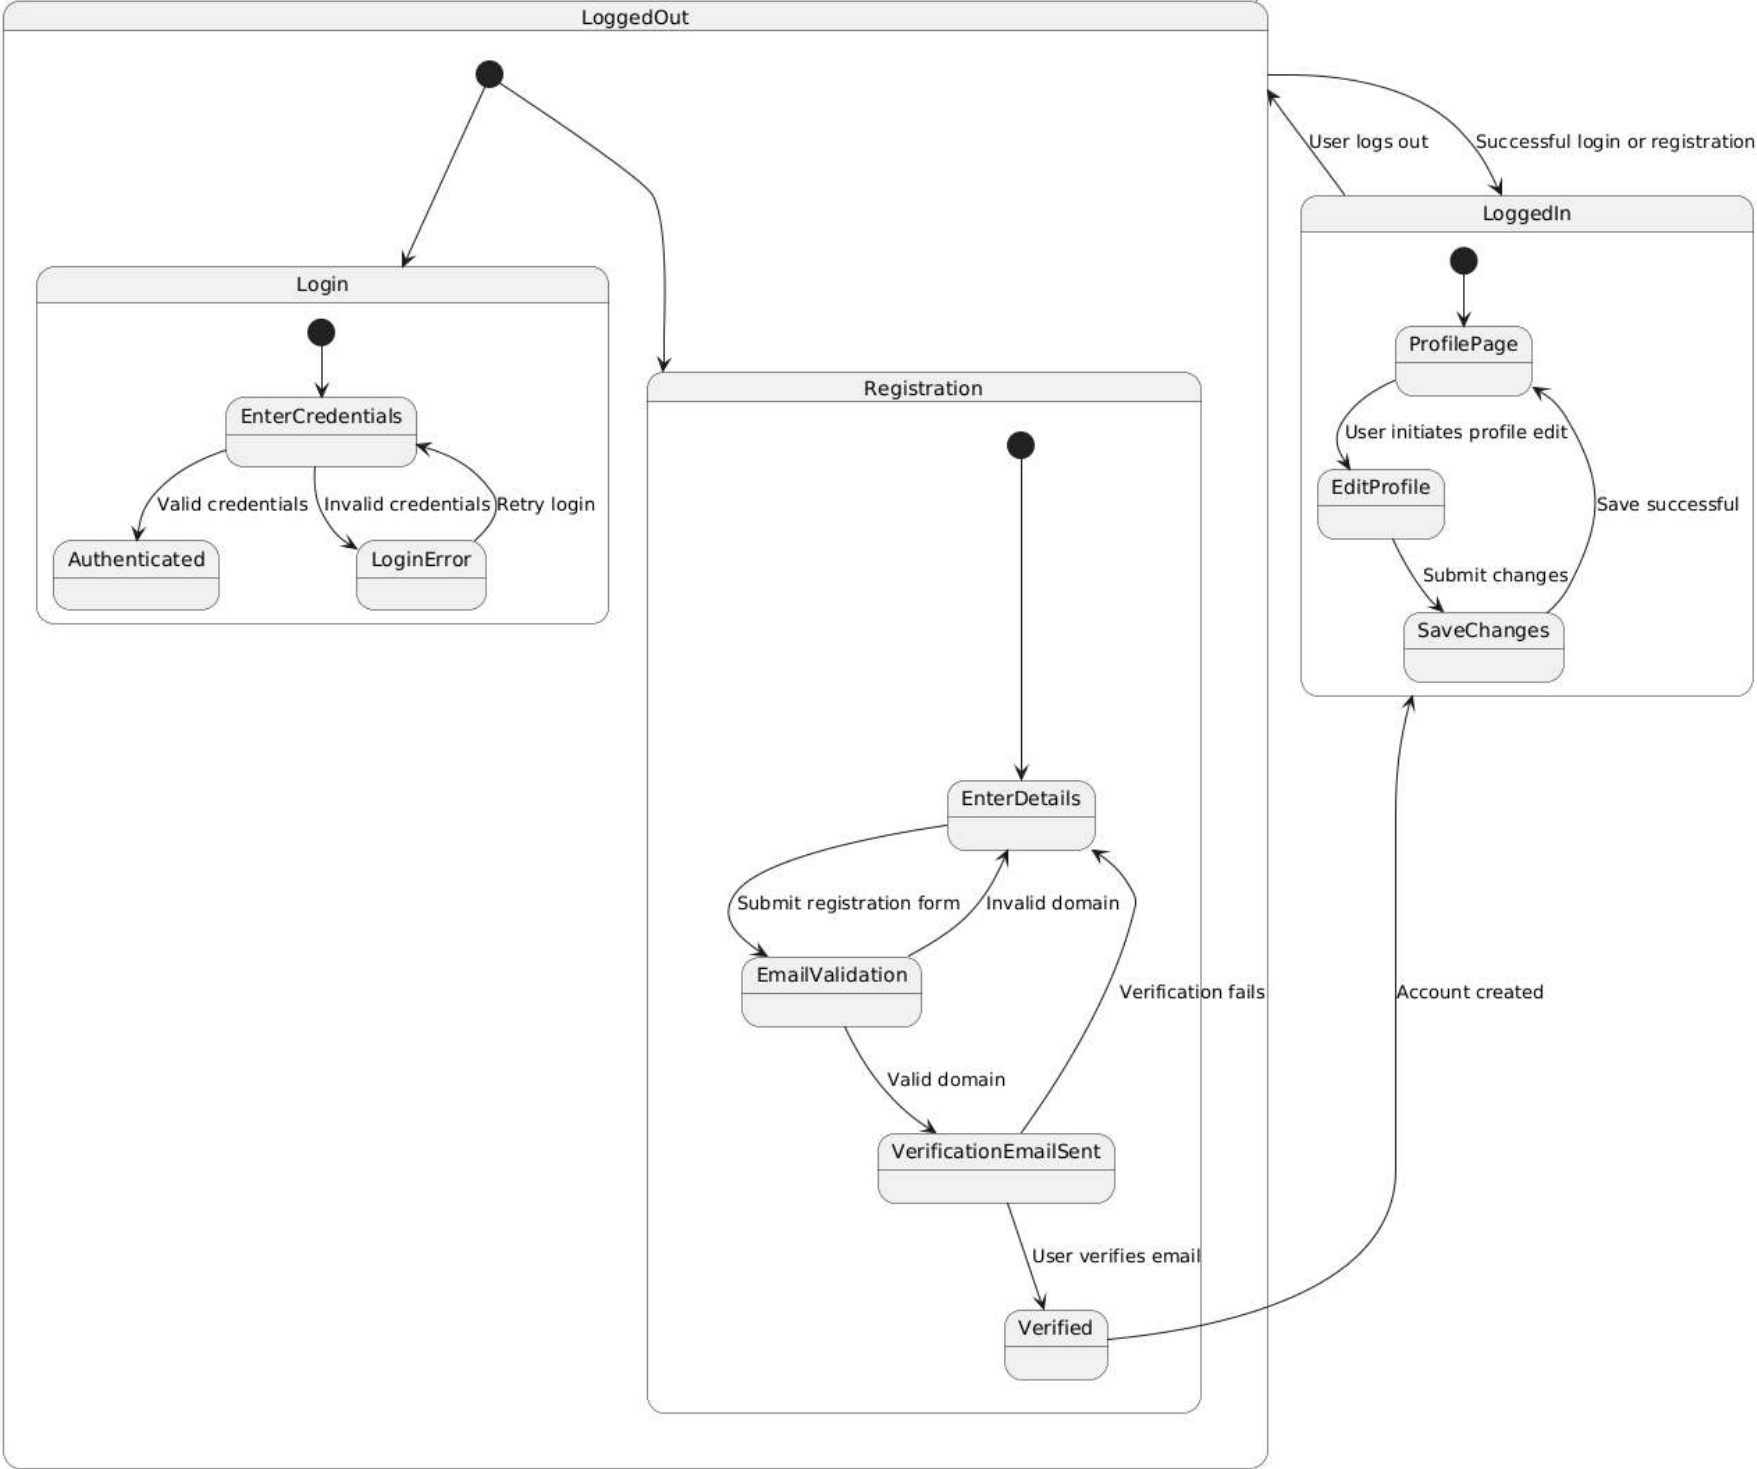 LoggedOut
User logs out
Successful login or registration
LoggedIn
Login
ProfilePage
Registration
EnterCredentials
User initiates profile edit
EditProfile
Valid credentials
Invalid credentials
Retry login
Save successful
Authenticated
LoginError
Submit changes
SaveChanges
EnterDetails
Submit registration form
Invalid domain
EmailValidation
Verification fails
Account created
Valid domain
VerificationEmailSent
User verifies email
Verified